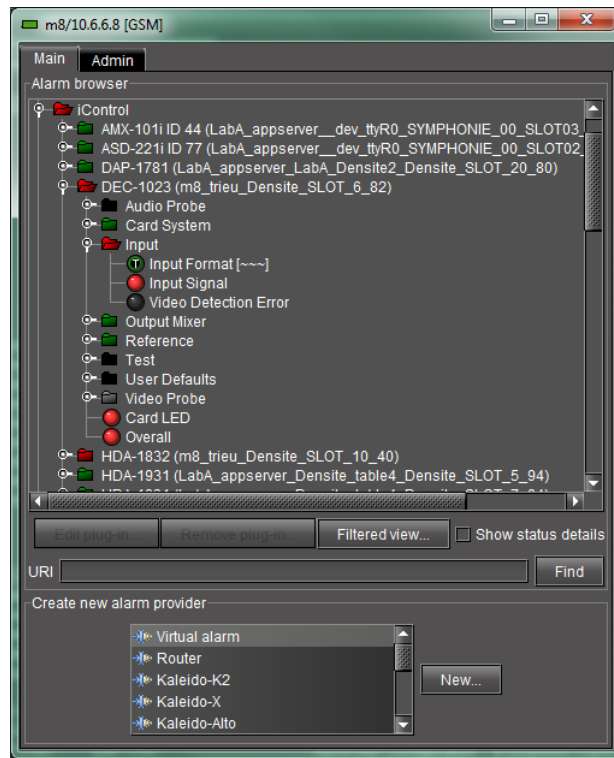 m8/10.6.6.8 [GSM]
Main Admin
Alarm browser
iControl
AMX-101i ID 44 (LabA_appserver__dev_ttyR0_SYMPHONIE_00_SLOT03_
ASD-221i ID 77 (LabA_appserver__dev_ttyR0_SYMPHONIE_00_SLOT02_
DAP-1781 (LabA_appserver_LabA_Densite2_Densite_SLOT_20_80)
DEC-1023 (m8_trieu_Densite_SLOT_6_82)
Audio Probe
Card System
Input
T Input Format [~~~]
Input Signal
Video Detection Error
Output Mixer
Reference
Test
User Defaults
Video Probe
Card LED
Overall
HDA-1832 (m8_trieu_Densite_SLOT_10_40)
HDA-1931 (LabA_appserver_Densite_table4_Densite_SLOT_5_94)
Edit plug-in... Remove plug-in... Filtered view... Show status details
URI Find
Create new alarm provider
Virtual alarm
Router
Kaleido-K2
Kaleido-X
Kaleido-Alto
New...